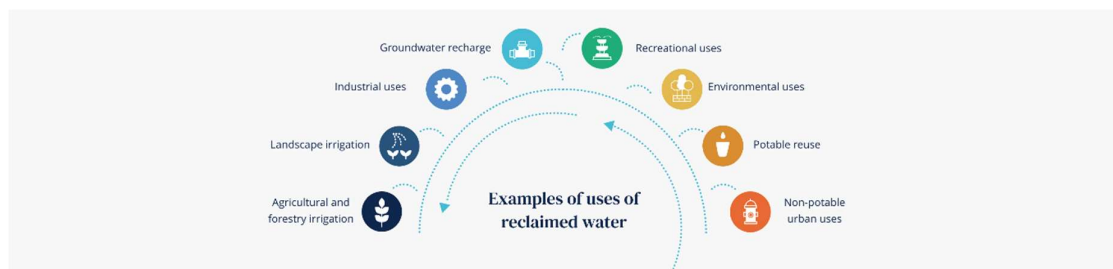 Groundwater recharge
Recreational uses
Industrial uses
Environmental uses
Landscape irrigation
Potable reuse
Agricultural and
forestry irrigation
Examples of uses of
reclaimed water
Non-potable
urban uses